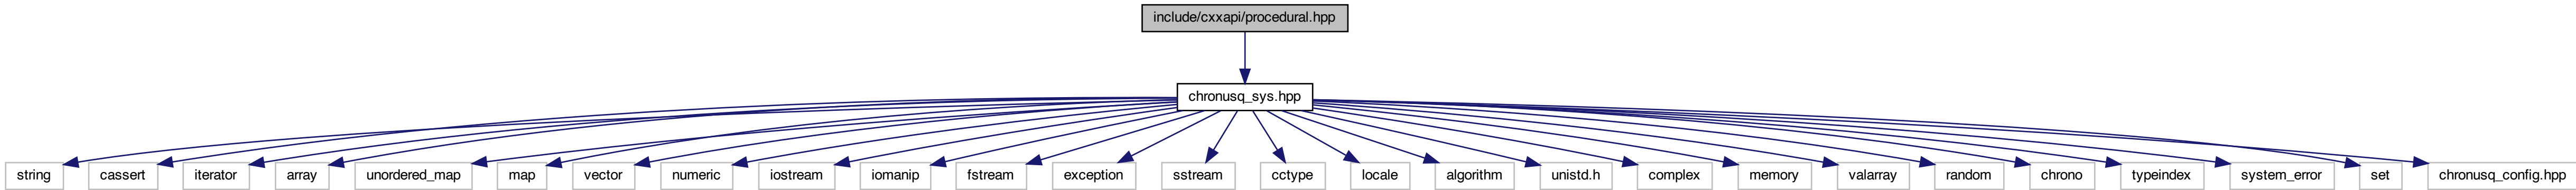 include/cxxapi/procedural.hpp
chronusq_sys.hpp
string cassert iterator array unordered_map map vector numeric iostream iomanip fstream exception sstream cctype locale algorithm unistd.h complex memory valarray random chrono typeindex system_error set chronusq_config.hpp